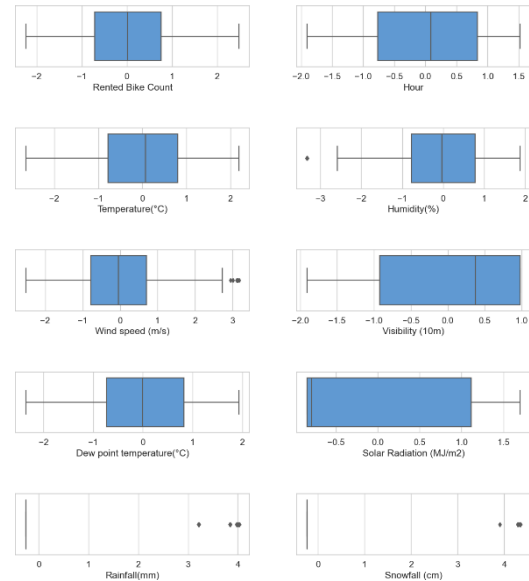 −2 −1 0 1 2
Rented Bike Count
−2.0 −1.5 −1.0 −0.5 0.0 0.5 1.0 1.5
Hour
−2 −1 0 1 2
Temperature(°C)
−3 −2 −1 0 1 2
Humidity(%)
−2 −1 0 1 2 3
Wind speed (m/s)
−2.0 −1.5 −1.0 −0.5 0.0 0.5 1.0
Visibility (10m)
−2 −1 0 1 2
Dew point temperature(°C)
−0.5 0.0 0.5 1.0 1.5
Solar Radiation (MJ/m2)
0 1 2 3 4
Rainfall(mm)
0 1 2 3 4
Snowfall (cm)